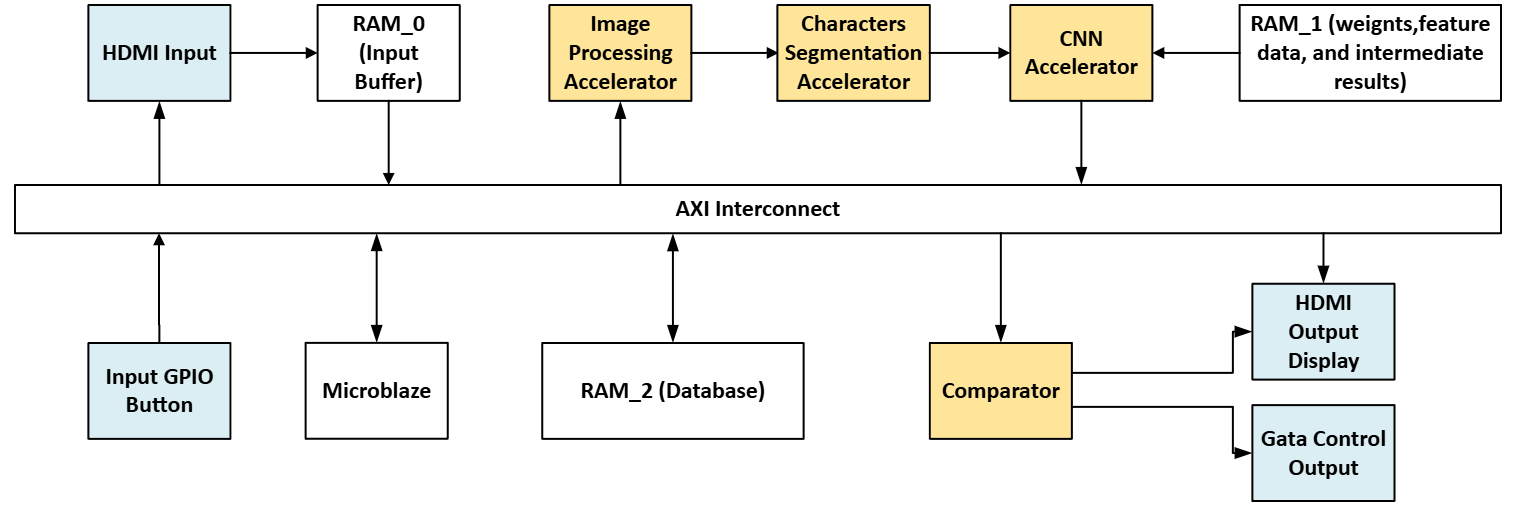 HDMI Input
RAM_0
(Input
Buffer)
Image
Processing
Accelerator
Characters
Segmentation
Accelerator
CNN
Accelerator
RAM_1 (weignts,feature
data, and intermediate
results)
AXI Interconnect
Input GPIO
Button
Microblaze
RAM_2 (Database)
Comparator
HDMI
Output
Display
Gata Control
Output